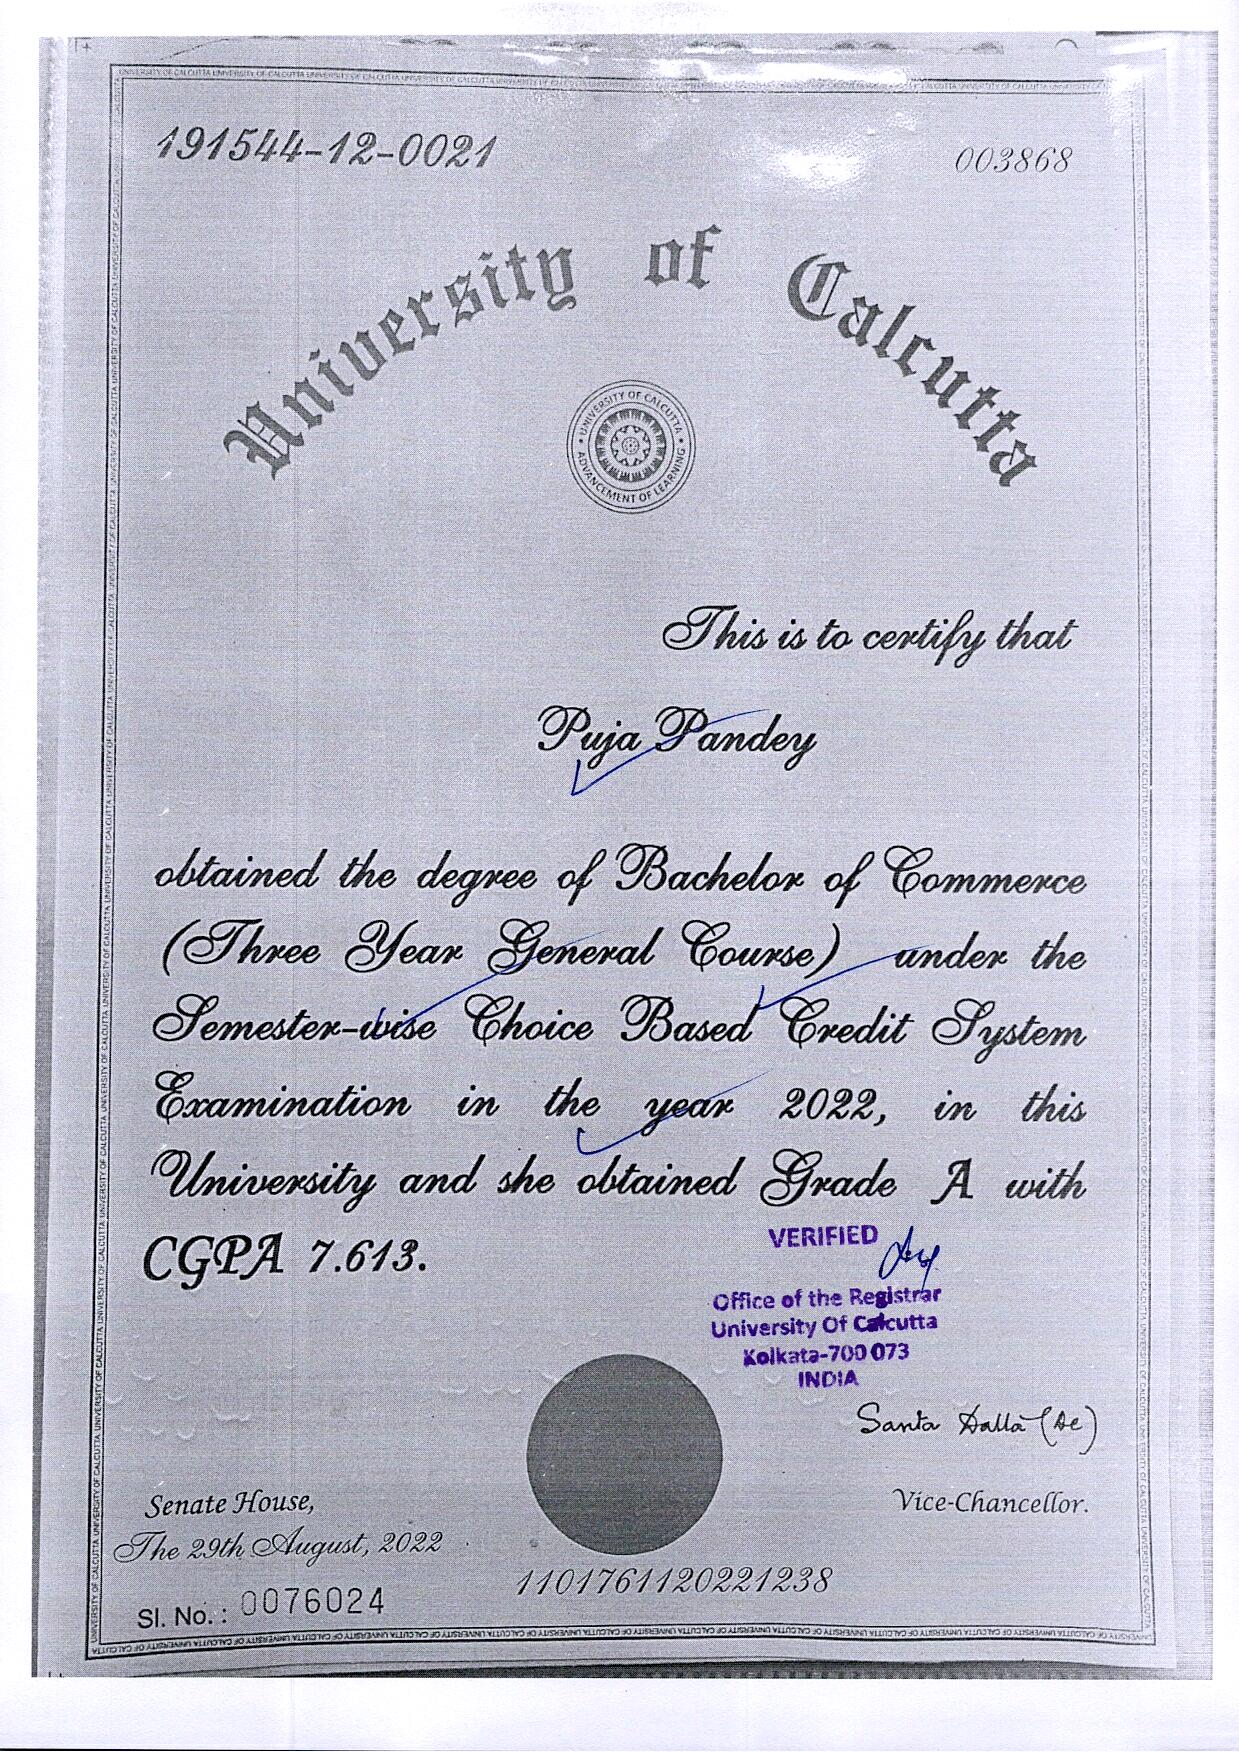 191544-12-0021
003868
University of Calcutta
UNIVERSITY OF CALCUTTA
ADVANCEMENT OF LEARNING
This is to certify that
Puja Pandey
obtained the degree of Bachelor of Commerce
(Three Year General Course) under the
Semester-wise Choice Based Credit System
Examination in the year 2022, in this
University and she obtained Grade A with
CGPA 7.613.
VERIFIED
Office of the Registrar
University Of Calcutta
Kolkata-700 073
INDIA
Santa Datta (De)
Senate House,
Vice-Chancellor.
The 29th August, 2022
1101761120221238
Sl. No. : 0076024